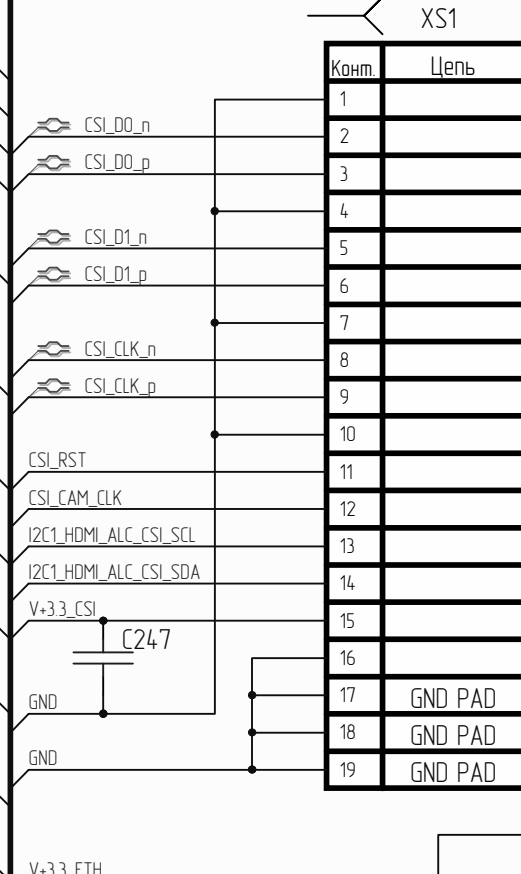 XS1
Конт. Цепь
1
CSI_D0_n 2
CSI_D0_p 3
4
CSI_D1_n 5
CSI_D1_p 6
7
CSI_CLK_n 8
CSI_CLK_p 9
10
CSI_RST 11
CSI_CAM_CLK 12
I2C1_HDMI_ALC_CSI_SCL 13
I2C1_HDMI_ALC_CSI_SDA 14
V+3.3_CSI 15
C247
16
GND 17 GND PAD
18 GND PAD
GND 19 GND PAD
V+3.3_ETH